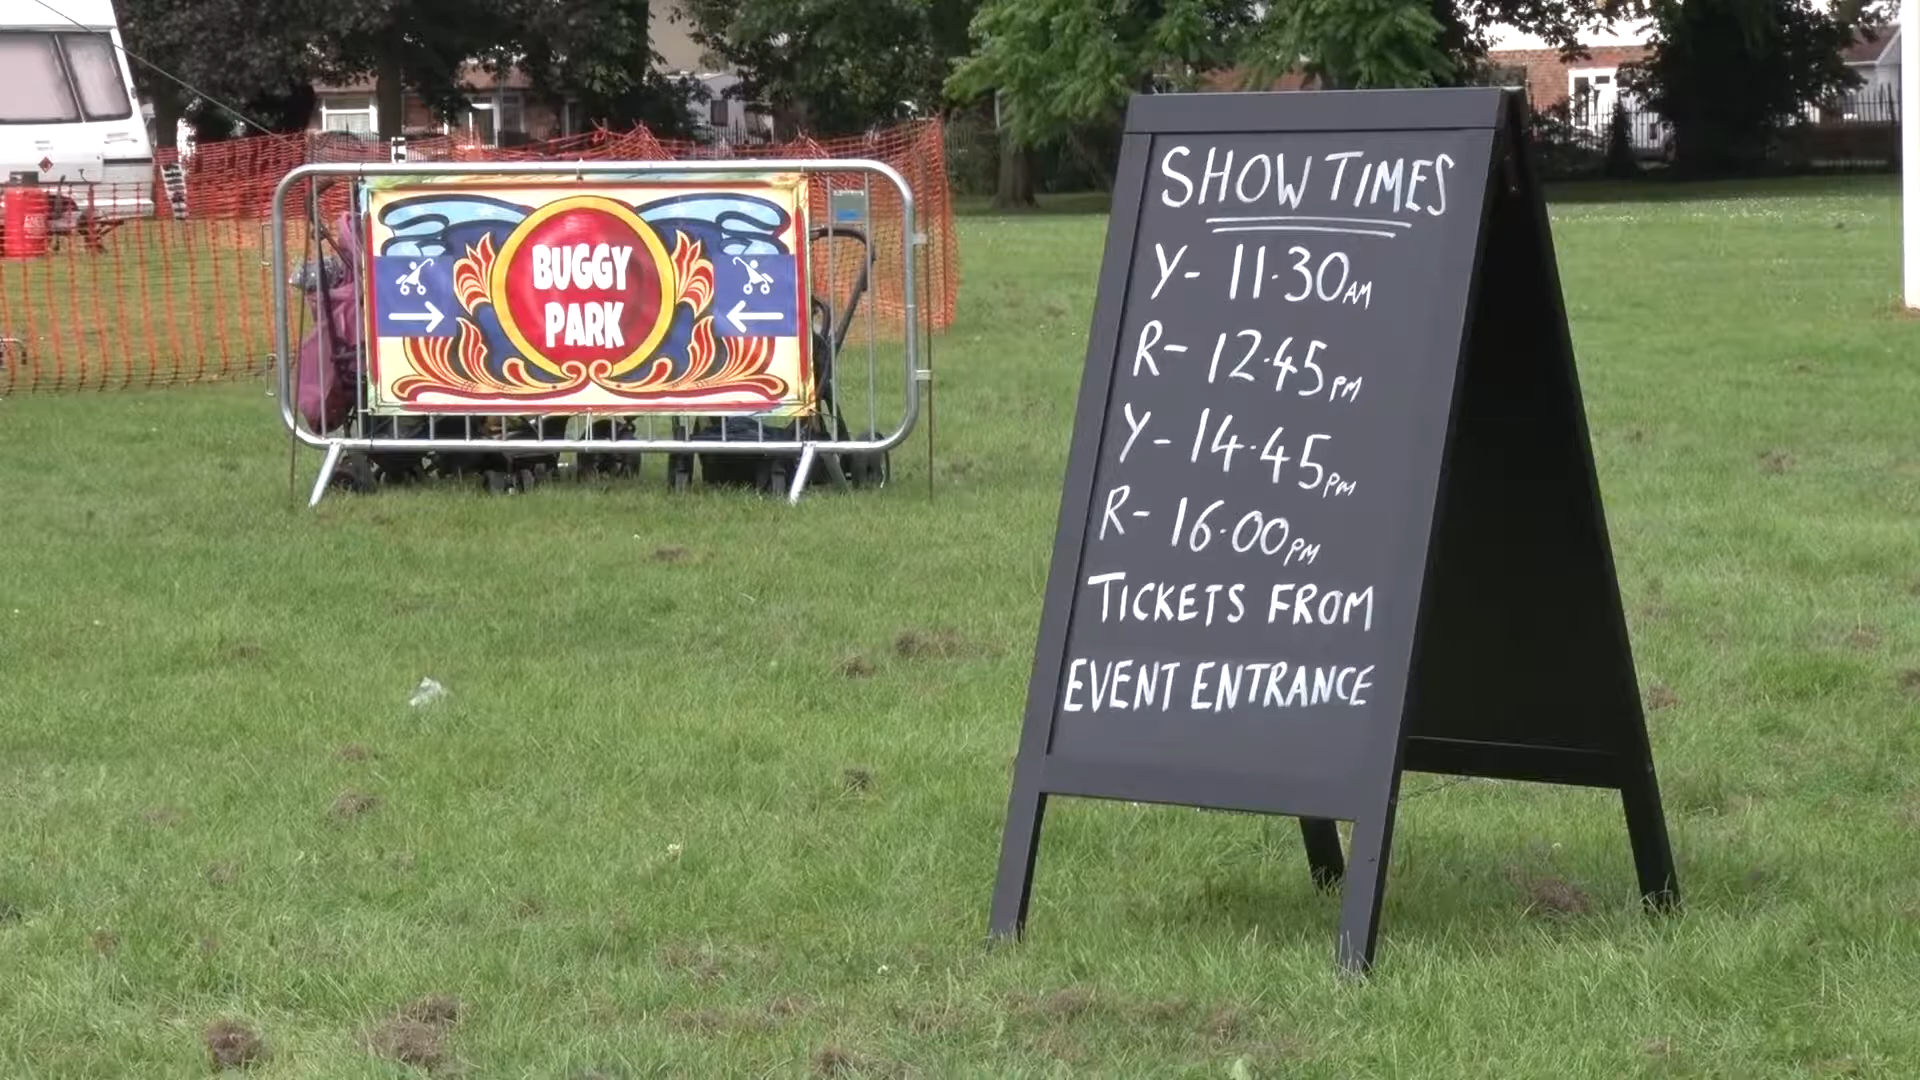 BUGGY
PARK
SHOW TIMES
Y- 11.30AM
R- 12.45PM
Y- 14.45PM
R- 16.00PM
TICKETS FROM
EVENT ENTRANCE